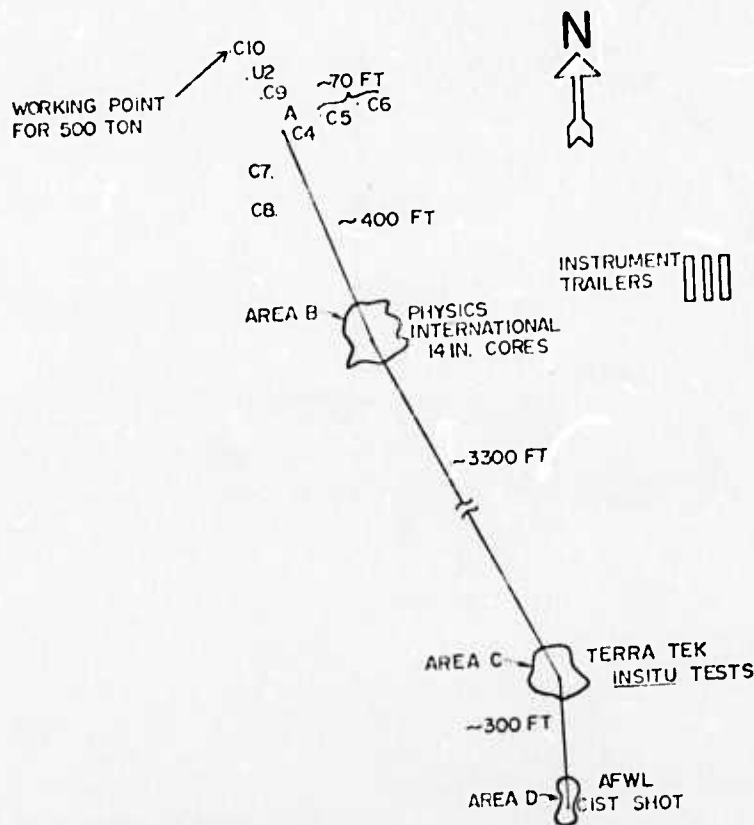 .C10
N
.U2
~70 FT
.C9
.C6
WORKING POINT
FOR 500 TON
A
.C5
C4
C7.
C8.
~400 FT
INSTRUMENT
TRAILERS
AREA B
PHYSICS
INTERNATIONAL
14 IN. CORES
~3300 FT
AREA C
TERRA TEK
INSITU TESTS
~300 FT
AREA D
AFWL
CIST SHOT